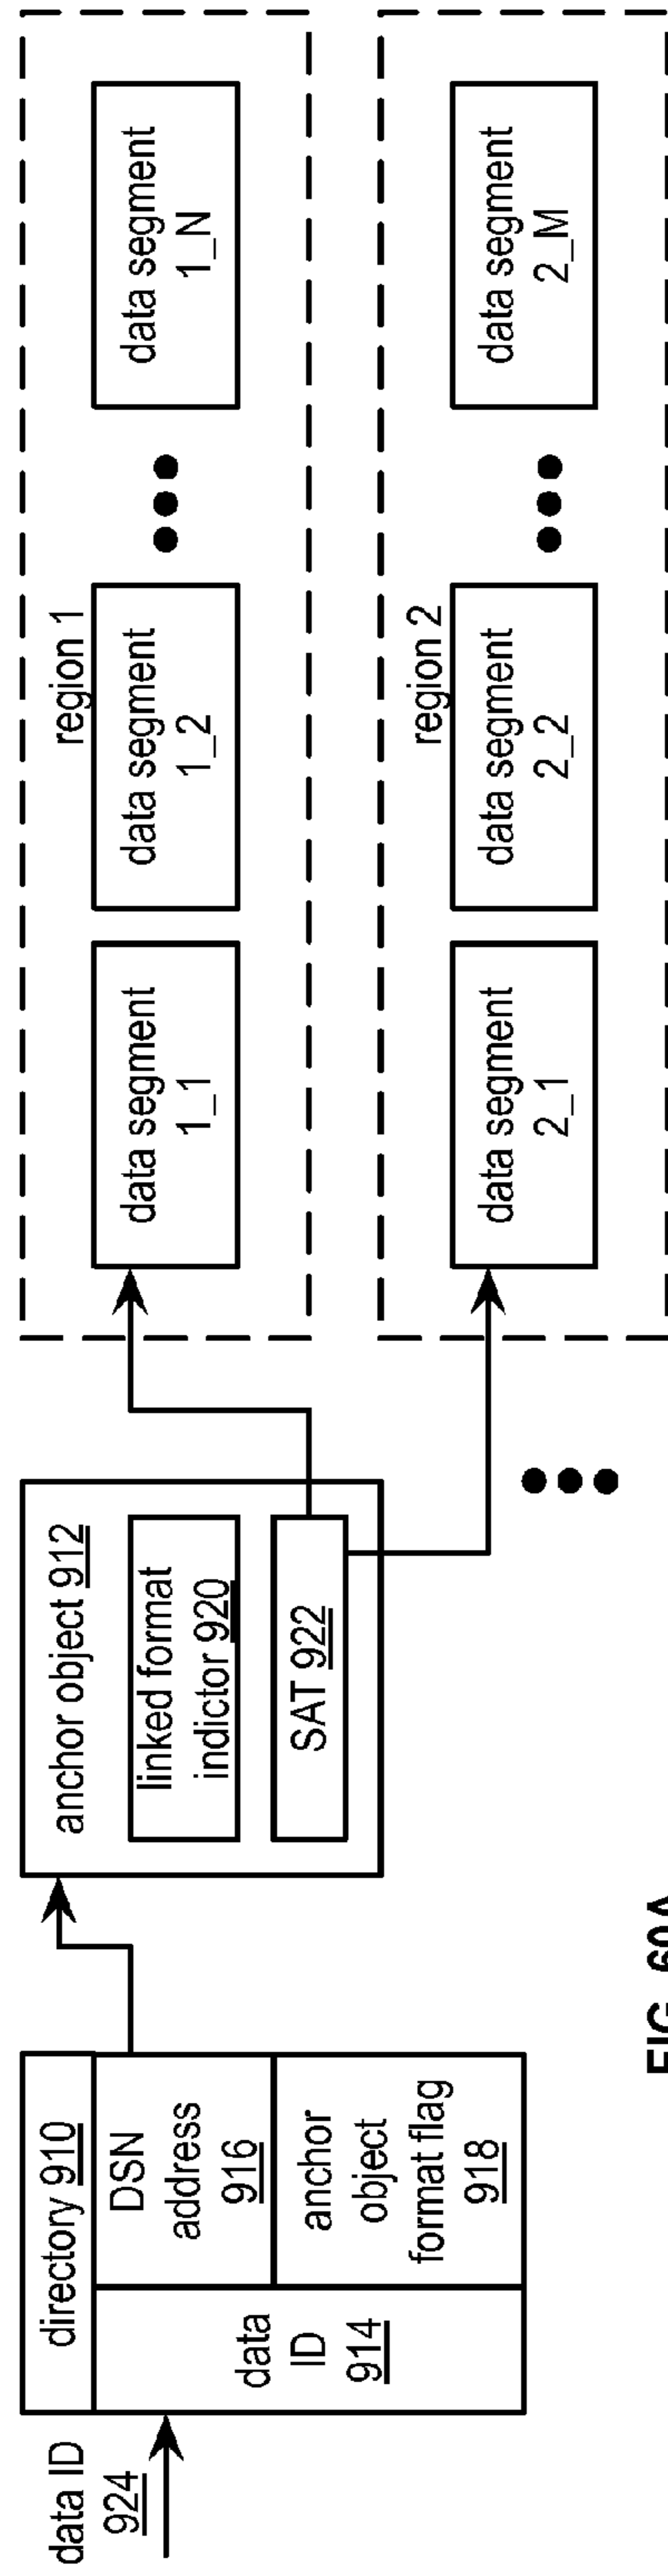 data ID
924
directory 910
data
ID
914
DSN
address
916
anchor
object
format flag
918
anchor object 912
linked format
indictor 920
SAT 922
region 1
data segment
1_1
data segment
1_2
data segment
1_N
region 2
data segment
2_1
data segment
2_2
data segment
2_M
FIG. 60A